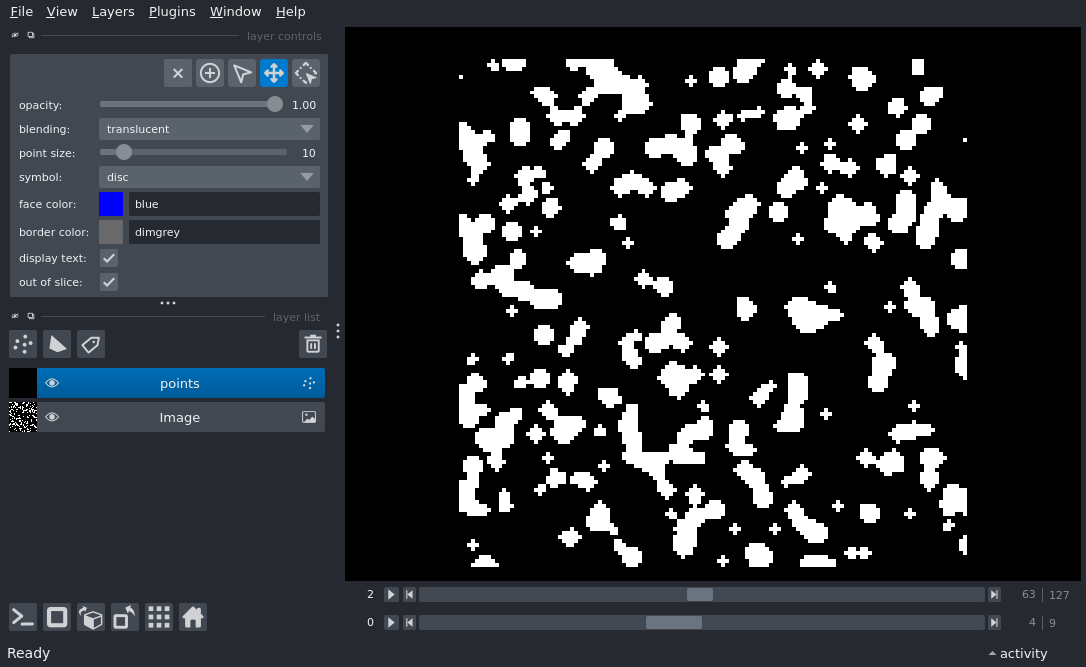 File View Layers Plugins Window Help
layer controls
opacity: 1.00
blending: translucent
point size: 10
symbol: disc
face color: blue
border color: dimgrey
display text:
out of slice:
layer list
points
Image
2 63 127
0 4 9
Ready activity